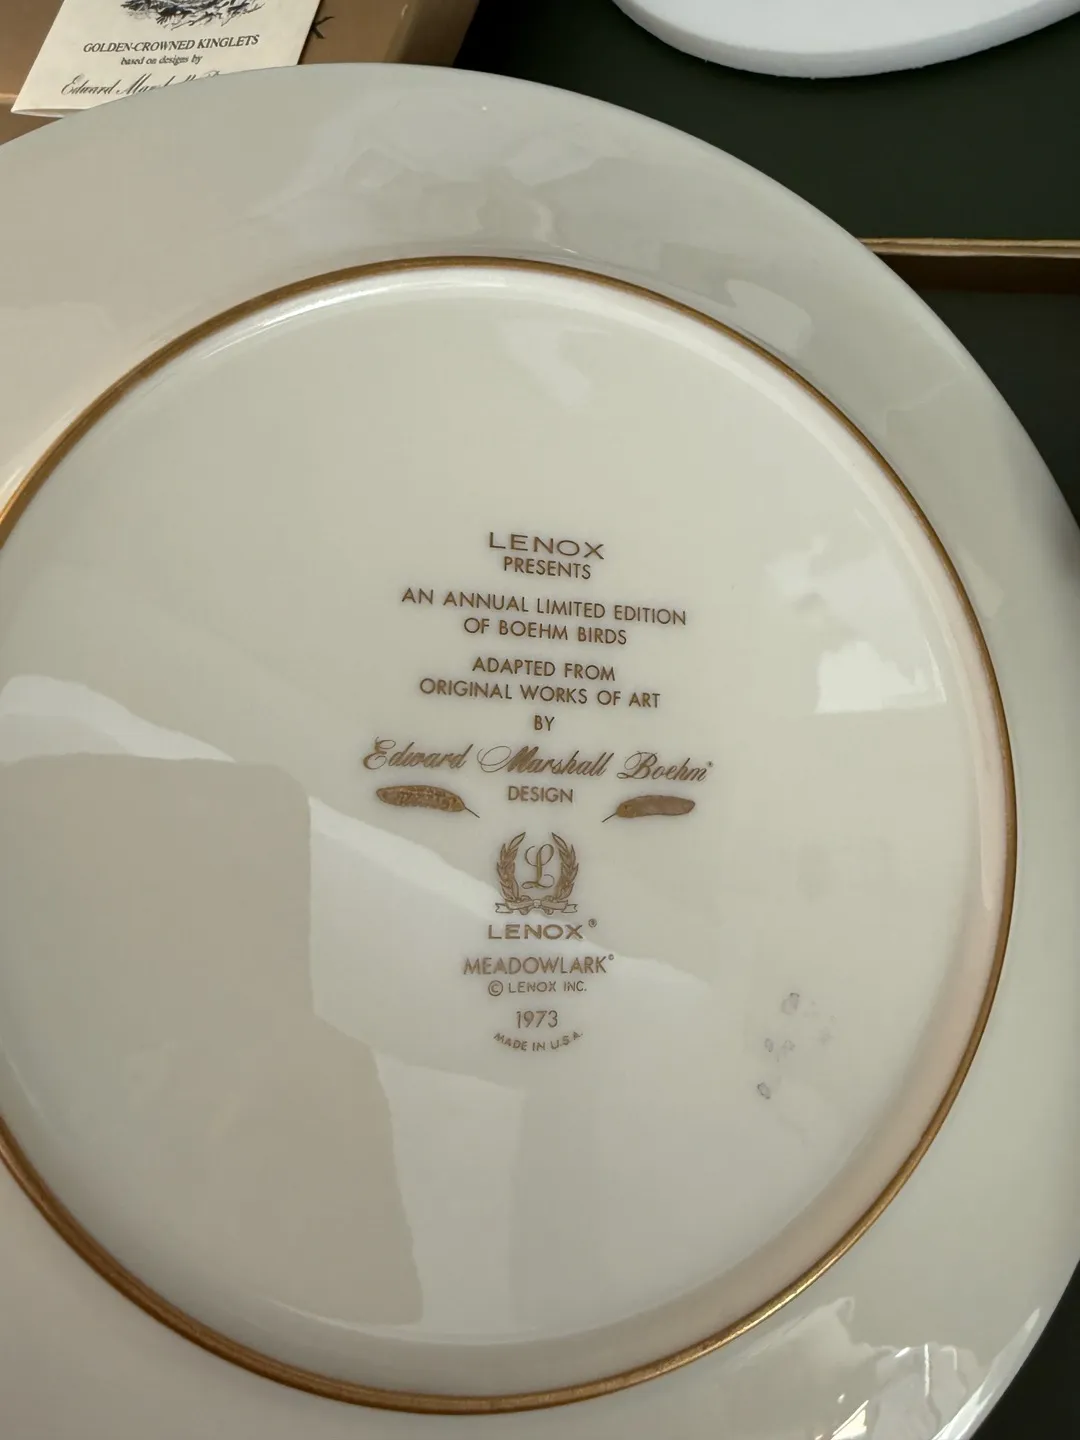 GOLDEN-CROWNED KINGLETS
based on designs by
Edward
LENOX
PRESENTS
AN ANNUAL LIMITED EDITION
OF BOEHM BIRDS
ADAPTED FROM
ORIGINAL WORKS OF ART
BY
Edward Marshall Boehm®
DESIGN
L
LENOX®
MEADOWLARK©
© LENOX INC.
1973
MADE IN U.S.A.